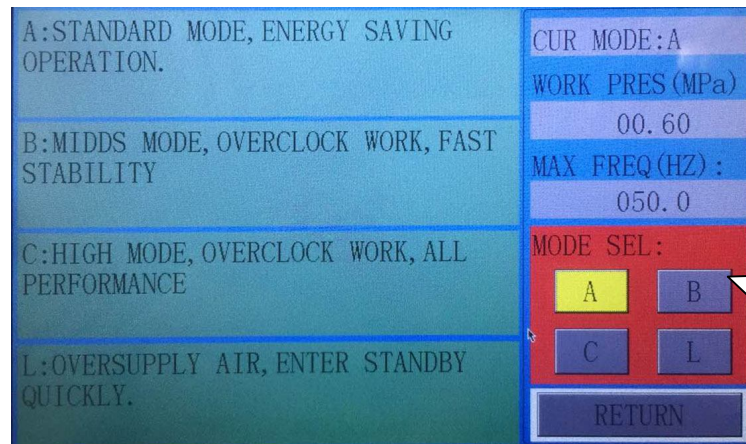 A:STANDARD MODE, ENERGY SAVING
OPERATION.
B:MIDDS MODE, OVERCLOCK WORK, FAST
STABILITY
C:HIGH MODE, OVERCLOCK WORK, ALL
PERFORMANCE
L:OVERSUPPLY AIR, ENTER STANDBY
QUICKLY.
CUR MODE:A
WORK PRES(MPa)
00.60
MAX FREQ(HZ):
050.0
MODE SEL:
A B
C L
RETURN